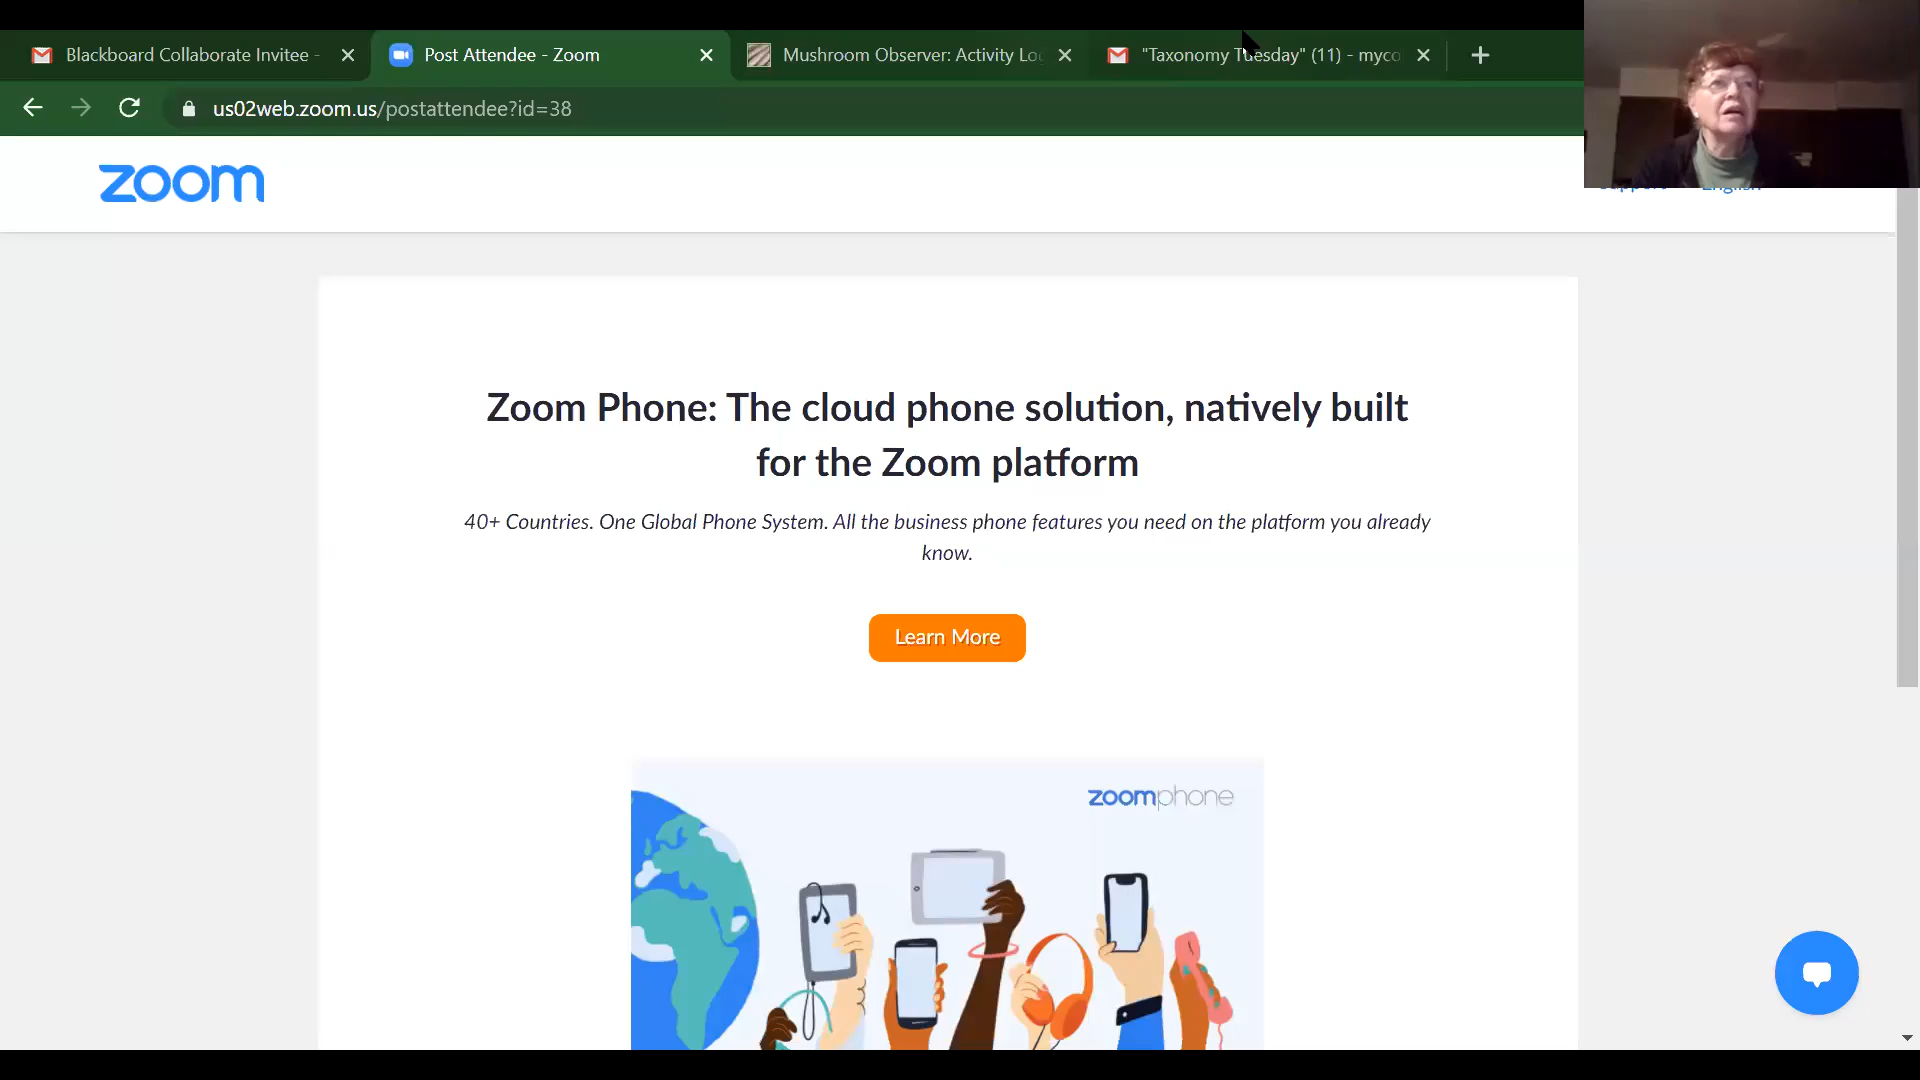 Blackboard Collaborate Invitee -
Post Attendee - Zoom
Mushroom Observer: Activity Lo
"Taxonomy Tuesday" (11) - myco
us02web.zoom.us/postattendee?id=38
zoom
English
Zoom Phone: The cloud phone solution, natively built
for the Zoom platform
40+ Countries. One Global Phone System. All the business phone features you need on the platform you already
know.
Learn More
zoomphone